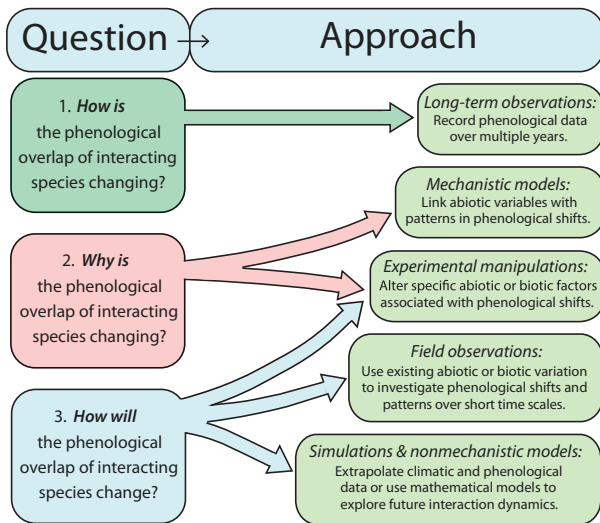 Question → Approach
1. How is
the phenological
overlap of interacting
species changing?
Long-term observations:
Record phenological data
over multiple years.
Mechanistic models:
Link abiotic variables with
patterns in phenological shifts.
2. Why is
the phenological
overlap of interacting
species changing?
Experimental manipulations:
Alter specific abiotic or biotic factors
associated with phenological shifts.
Field observations:
Use existing abiotic or biotic variation
to investigate phenological shifts and
patterns over short time scales.
3. How will
the phenological
overlap of interacting
species change?
Simulations & nonmechanistic models:
Extrapolate climatic and phenological
data or use mathematical models to
explore future interaction dynamics.